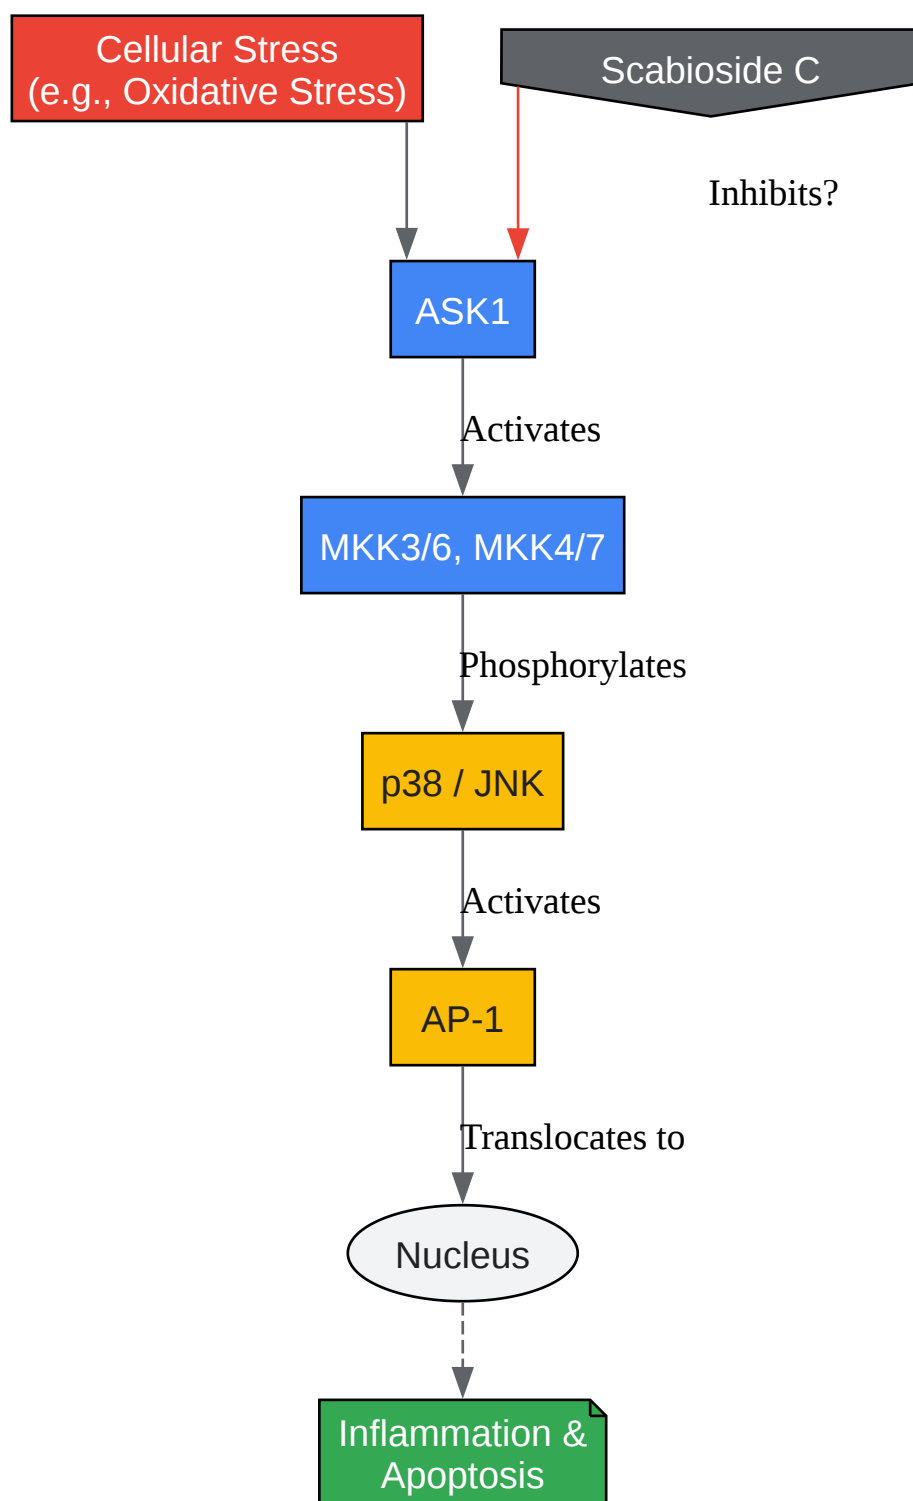 Cellular Stress
(e.g., Oxidative Stress)
Scabioside C
Inhibits?
ASK1
Activates
MKK3/6, MKK4/7
Phosphorylates
p38 / JNK
Activates
AP-1
Translocates to
Nucleus
Inflammation &
Apoptosis